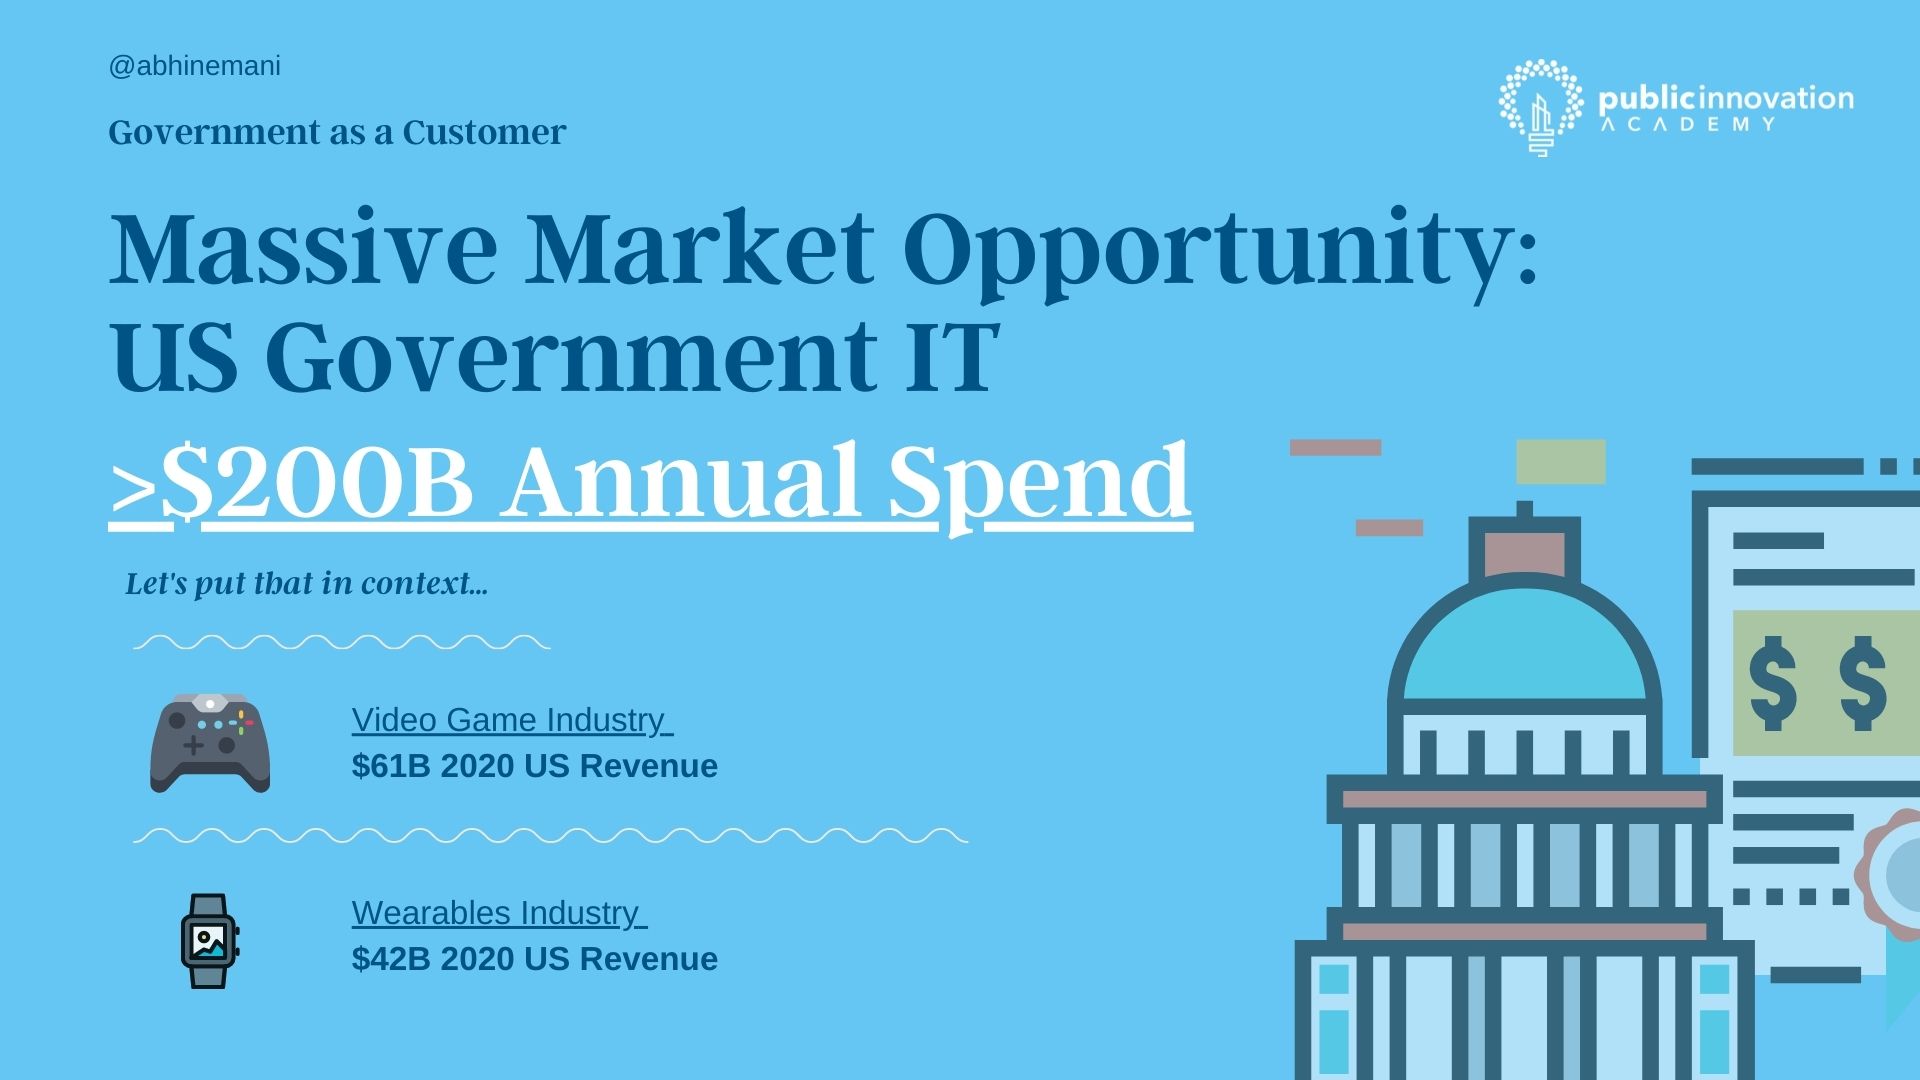 @abhinemani
publicinnovation
ACADEMY
Government as a Customer
Massive Market Opportunity:
US Government IT
>$200B Annual Spend
Let's put that in context...
Video Game Industry
$61B 2020 US Revenue
Wearables Industry
$42B 2020 US Revenue
$ $